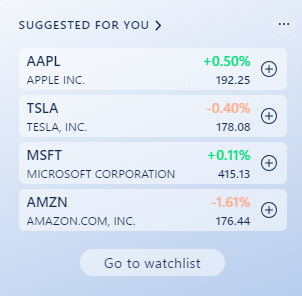 SUGGESTED FOR YOU
AAPL +0.50%
APPLE INC. 192.25
TSLA -0.40%
TESLA, INC. 178.08
MSFT +0.11%
MICROSOFT CORPORATION 415.13
AMZN -1.61%
AMAZON.COM, INC. 176.44
Go to watchlist